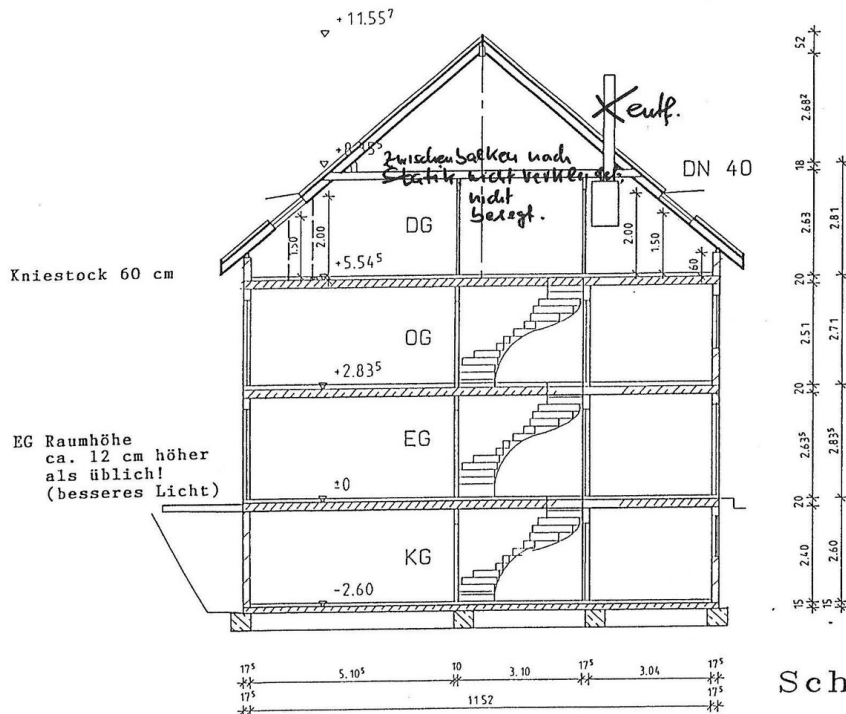 + 11.55⁷
52
2.68²
entf.
Zwischenbalken nach
Statik nicht verkleidet,
nicht
besegt.
DN 40
18
DG
1.50
2.00
2.00
1.50
60
2.63
2.81
+5.54⁵
Kniestock 60 cm
20
OG
2.51
2.71
+2.83⁵
20
EG Raumhöhe
ca. 12 cm höher
als üblich!
(besseres Licht)
EG
2.63⁵
2.83⁵
±0
20
KG
2.40
2.60
-2.60
15
15
17⁵
5.10⁵
10
3.10
17⁵
3.04
17⁵
17⁵
11 52
17⁵
Sch